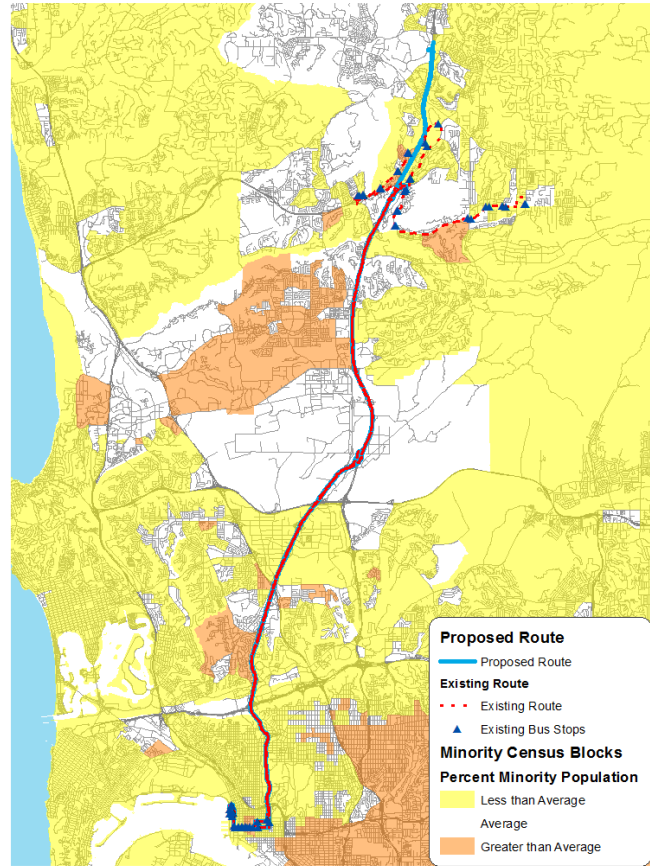 Proposed Route
Proposed Route
Existing Route
Existing Route
Existing Bus Stops
Minority Census Blocks
Percent Minority Population
Less than Average
Average
Greater than Average